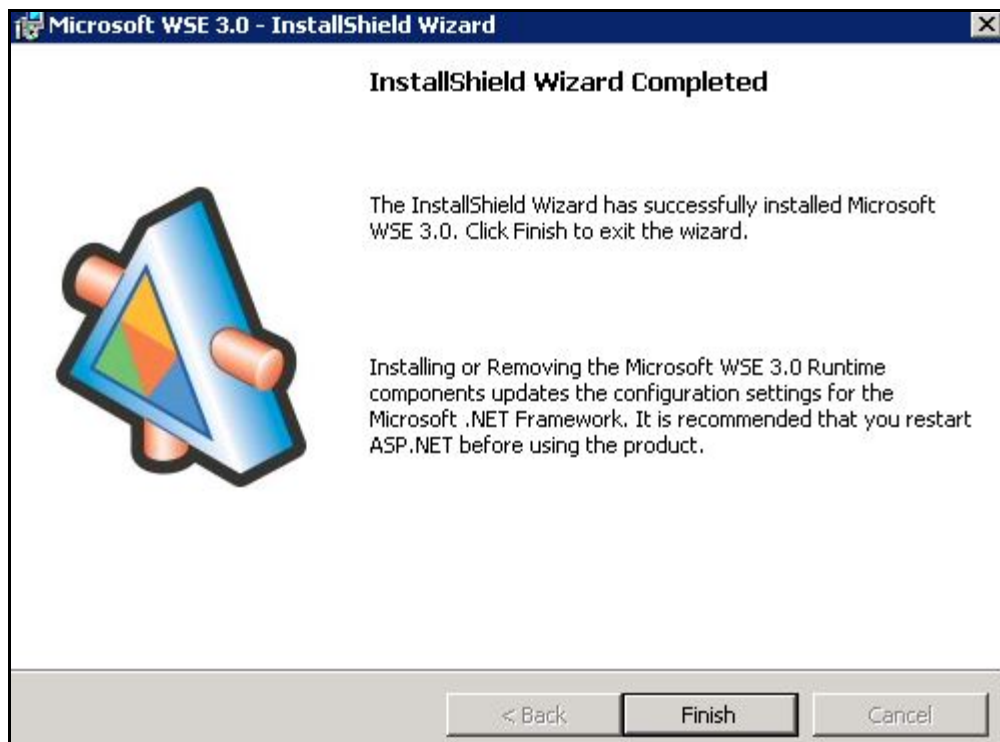 Microsoft WSE 3.0 - InstallShield Wizard
InstallShield Wizard Completed
The InstallShield Wizard has successfully installed Microsoft
WSE 3.0. Click Finish to exit the wizard.
Installing or Removing the Microsoft WSE 3.0 Runtime
components updates the configuration settings for the
Microsoft .NET Framework. It is recommended that you restart
ASP.NET before using the product.
< Back Finish Cancel